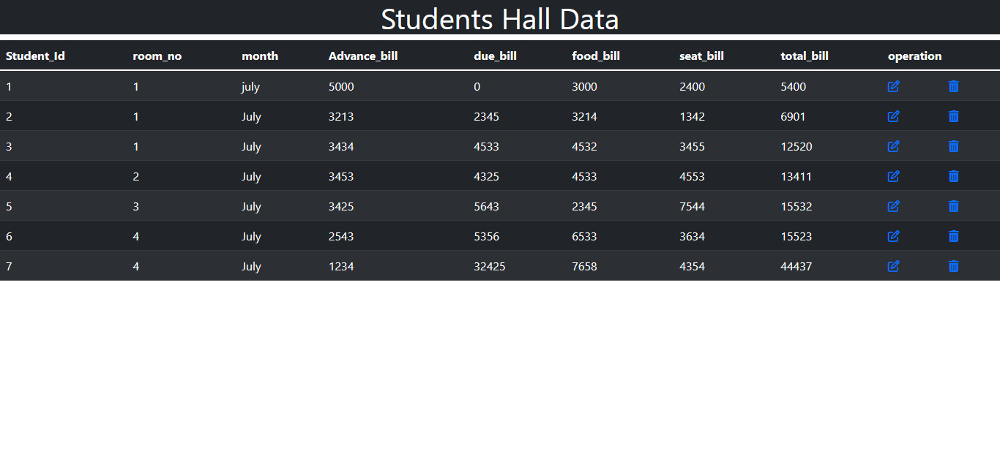 Students Hall Data
Student_Id room_no month Advance_bill due_bill food_bill seat_bill total_bill operation
1 1 july 5000 0 3000 2400 5400
2 1 July 3213 2345 3214 1342 6901
3 1 July 3434 4533 4532 3455 12520
4 2 July 3453 4325 4533 4553 13411
5 3 July 3425 5643 2345 7544 15532
6 4 July 2543 5356 6533 3634 15523
7 4 July 1234 32425 7658 4354 44437